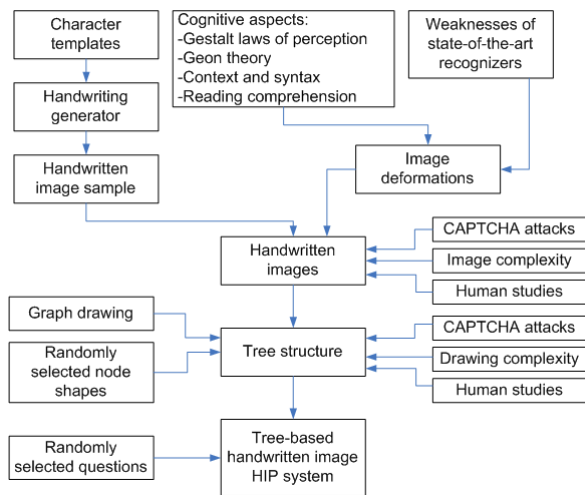 Character
templates
Cognitive aspects:
-Gestalt laws of perception
-Geon theory
-Context and syntax
-Reading comprehension
Weaknesses of
state-of-the-art
recognizers
Handwriting
generator
Handwritten
image sample
Image
deformations
Handwritten
images
CAPTCHA attacks
Image complexity
Human studies
Graph drawing
Randomly
selected node
shapes
Tree structure
CAPTCHA attacks
Drawing complexity
Human studies
Randomly
selected questions
Tree-based
handwritten image
HIP system